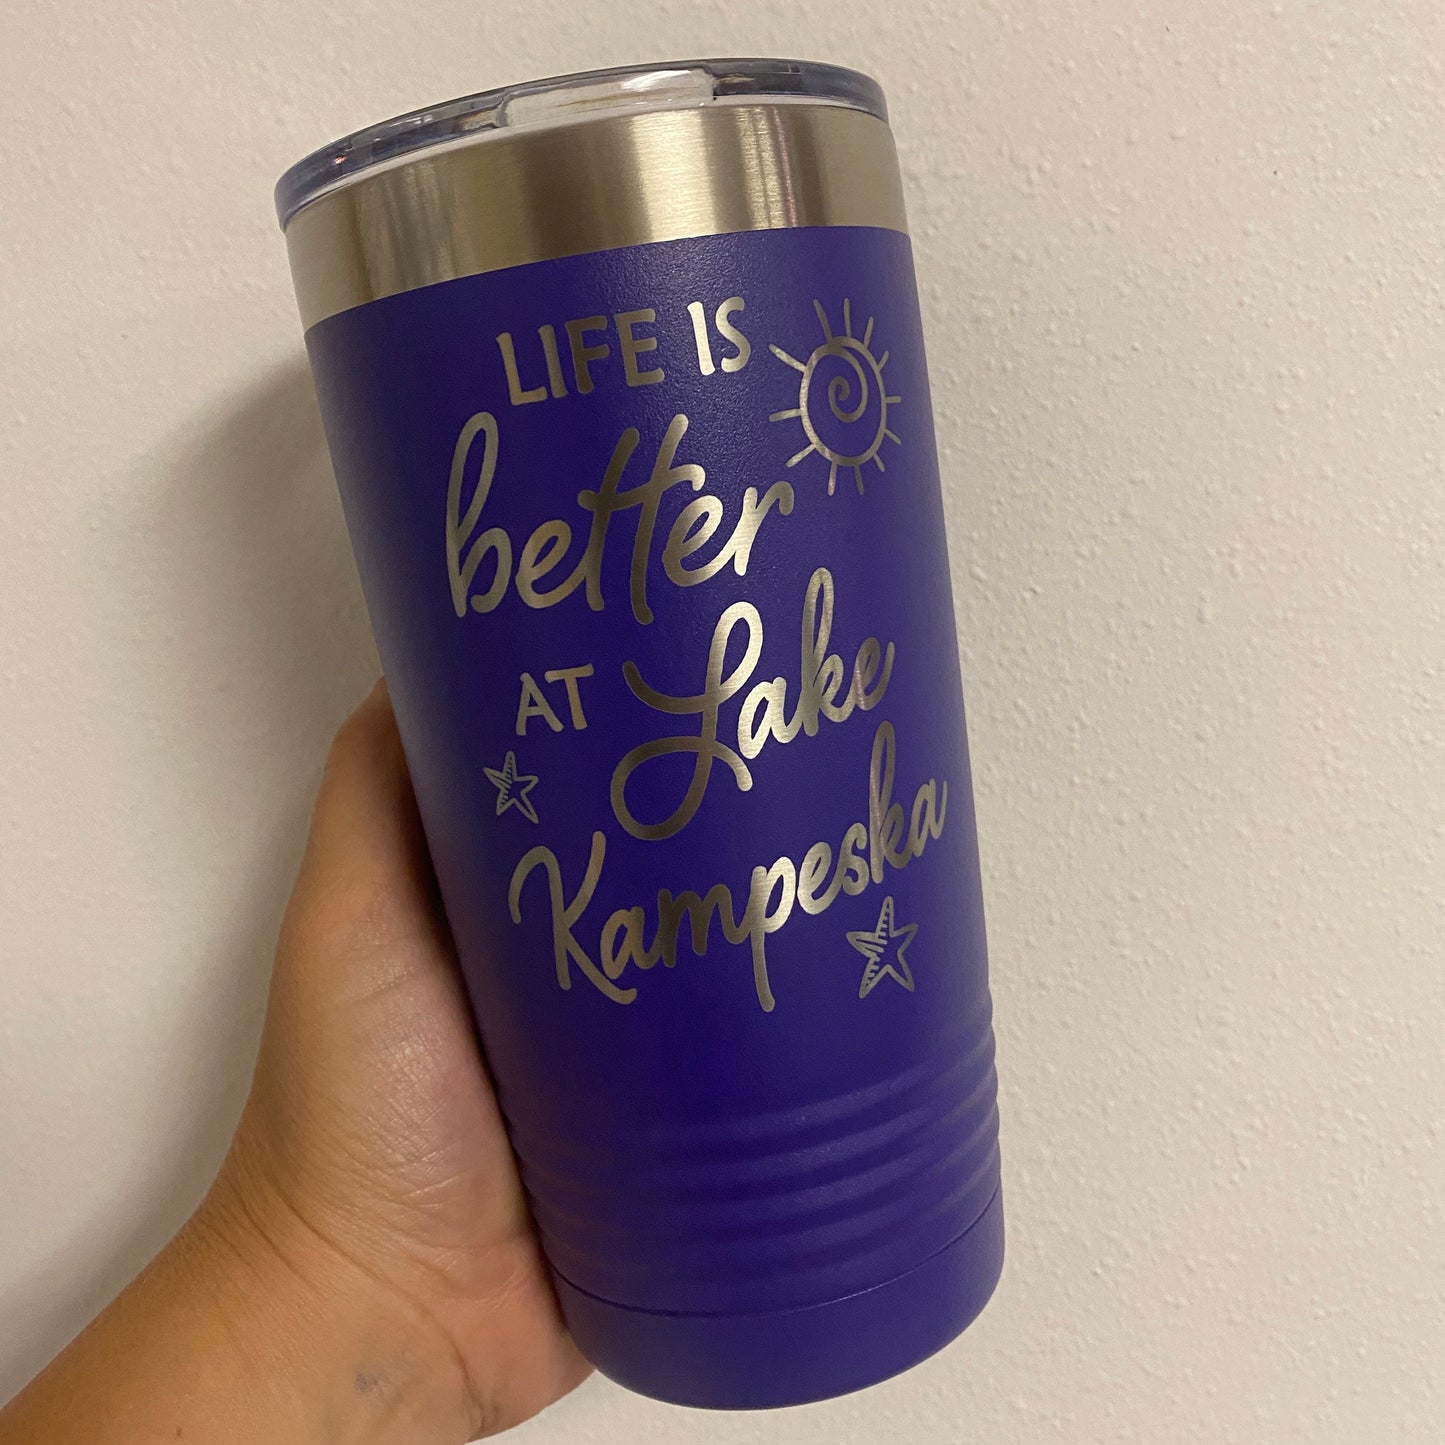 LIFE IS
better
AT Lake
Kampeska